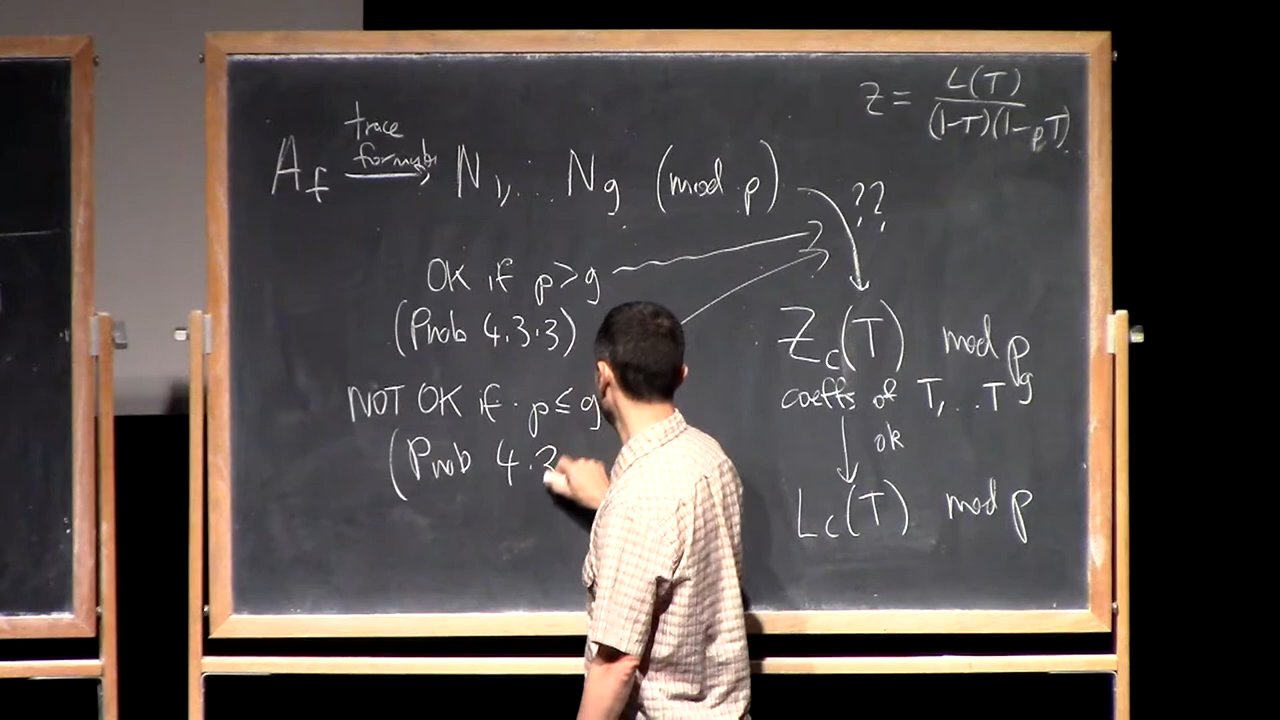 Z = L(T) / (1-T)(1-pT)
A_f trace formula → N_1, ... N_g (mod p)
??
OK if p > g
(Prob 4.3.3)
Z_C(T) mod p
coeffs of T, ... T^g
NOT OK if p ≤ g
ok
(Prob 4.3
L_C(T) mod p